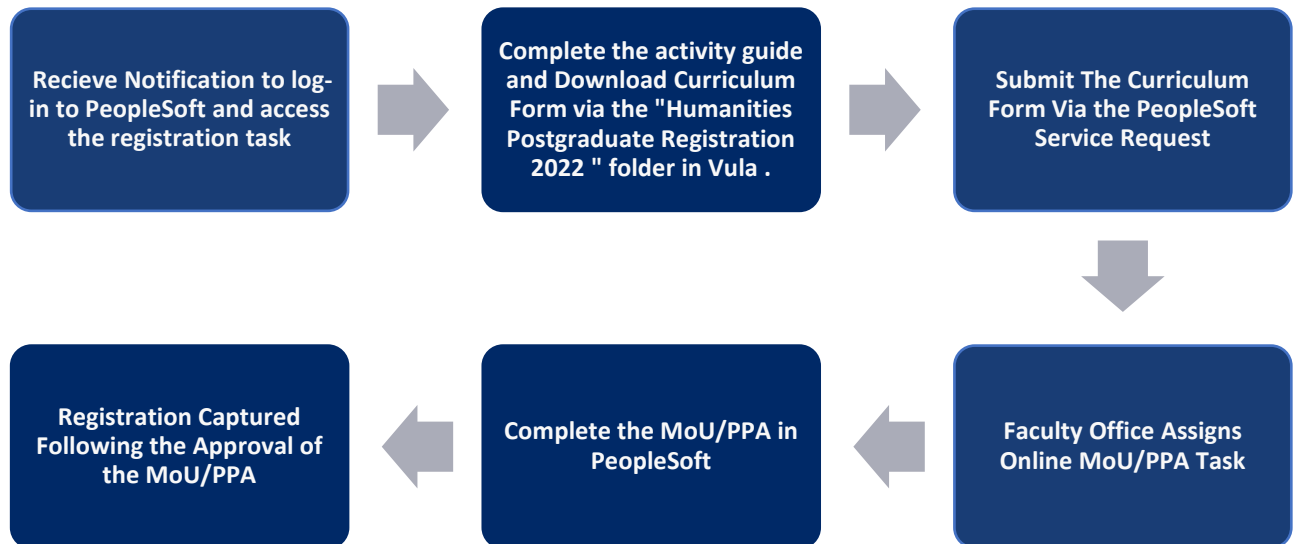 Recieve Notification to log-
in to PeopleSoft and access
the registration task
Complete the activity guide
and Download Curriculum
Form via the "Humanities
Postgraduate Registration
2022 " folder in Vula .
Submit The Curriculum
Form Via the PeopleSoft
Service Request
Faculty Office Assigns
Online MoU/PPA Task
Complete the MoU/PPA in
PeopleSoft
Registration Captured
Following the Approval of
the MoU/PPA